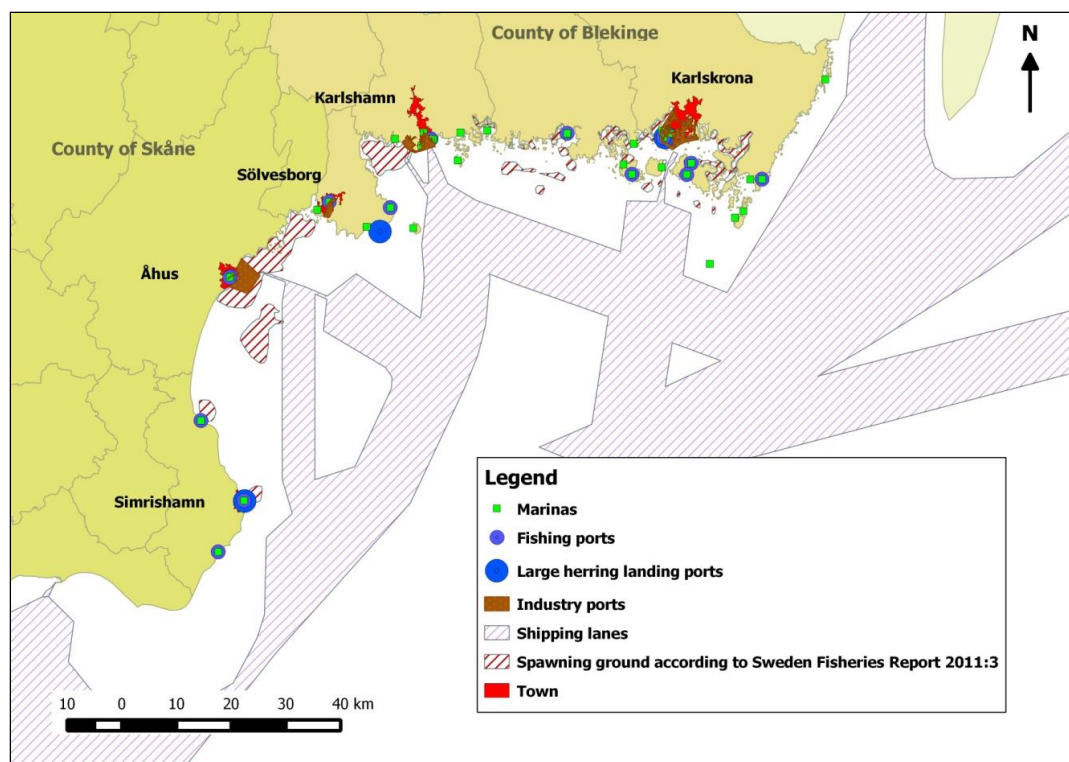 County of Blekinge
N
Karlskrona
Karlshamn
County of Skåne
Sölvesborg
Åhus
Simrishamn
Legend
Marinas
Fishing ports
Large herring landing ports
Industry ports
Shipping lanes
Spawning ground according to Sweden Fisheries Report 2011:3
Town
10 0 10 20 30 40 km